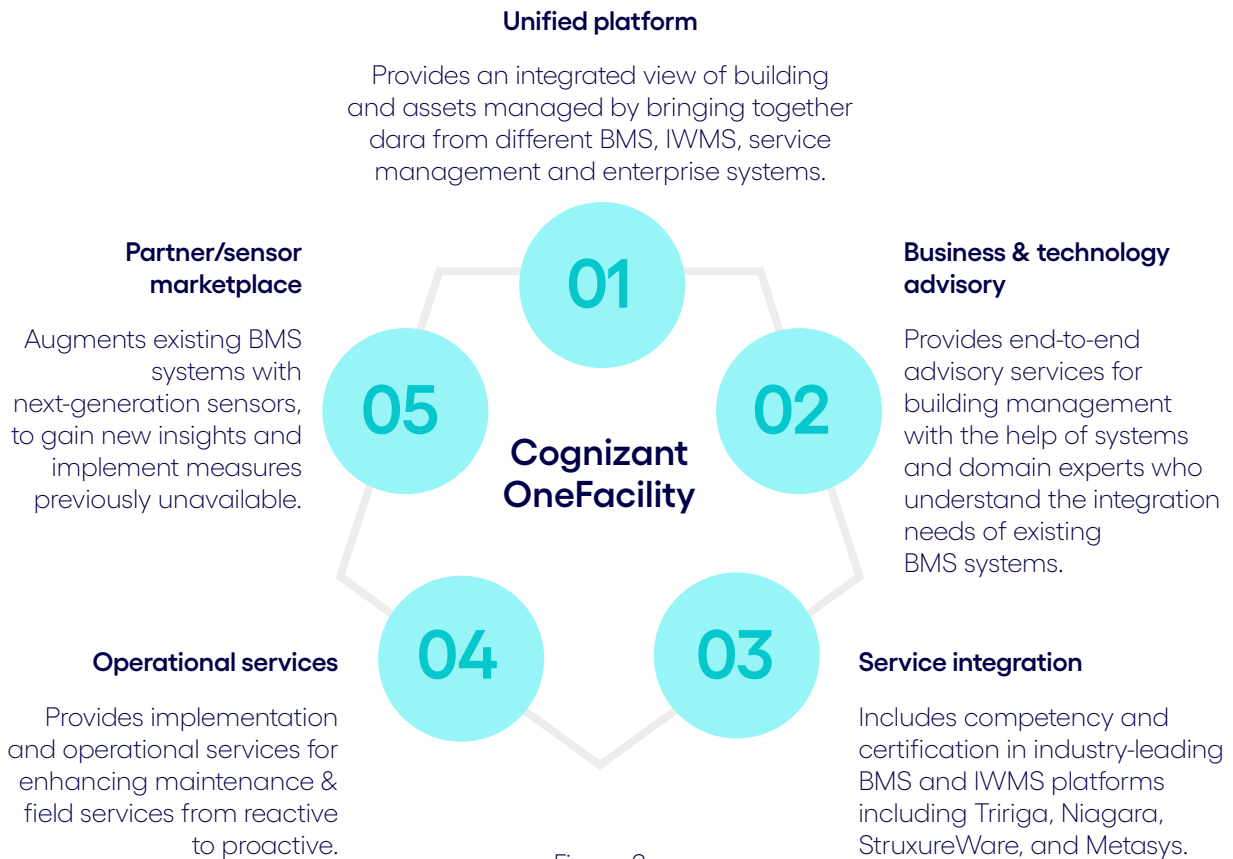 Unified platform
Provides an integrated view of building
and assets managed by bringing together
dara from different BMS, IWMS, service
management and enterprise systems.
01
Business & technology
advisory
Provides end-to-end
advisory services for
building management
with the help of systems
and domain experts who
understand the integration
needs of existing
BMS systems.
02
Service integration
Includes competency and
certification in industry-leading
BMS and IWMS platforms
including Tririga, Niagara,
StruxureWare, and Metasys.
03
Operational services
Provides implementation
and operational services for
enhancing maintenance &
field services from reactive
to proactive.
04
Partner/sensor
marketplace
Augments existing BMS
systems with
next-generation sensors,
to gain new insights and
implement measures
previously unavailable.
05
Cognizant
OneFacility